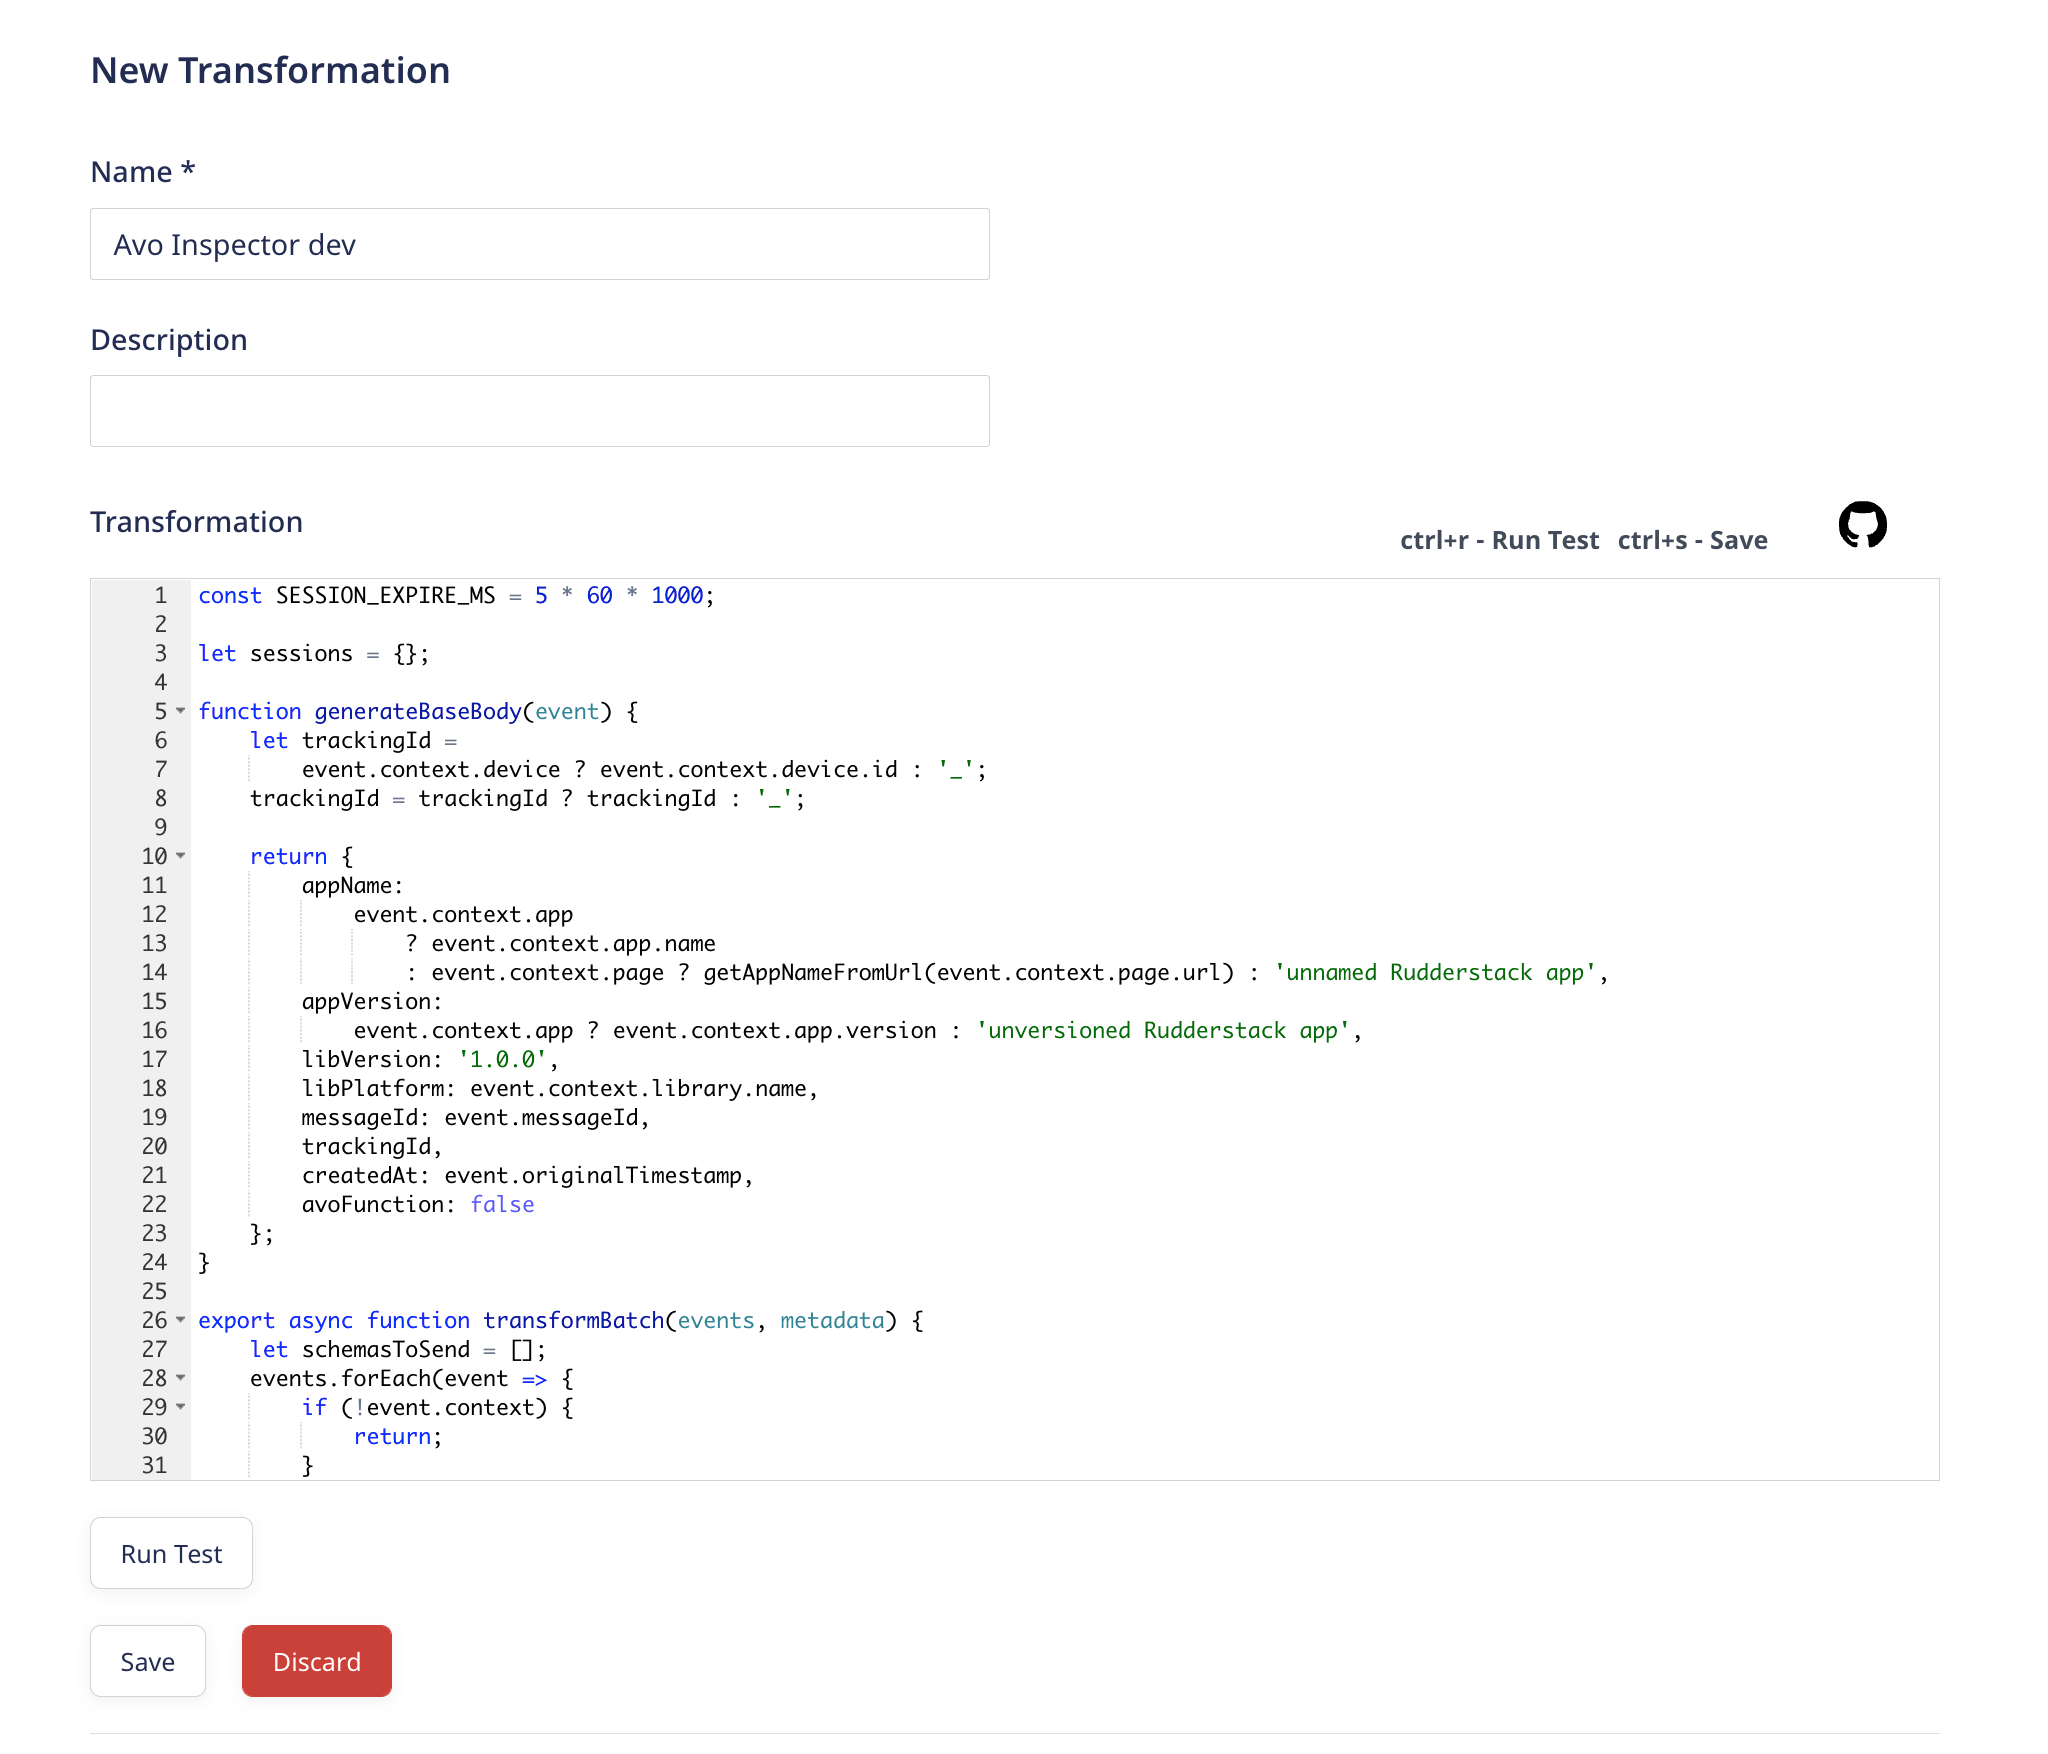 New Transformation
Name *
Avo Inspector dev
Description
Transformation
ctrl+r - Run Test ctrl+s - Save
1 const SESSION_EXPIRE_MS = 5 * 60 * 1000;
2
3 let sessions = {};
4
5 function generateBaseBody(event) {
6     let trackingId =
7         event.context.device ? event.context.device.id : '_';
8     trackingId = trackingId ? trackingId : '_';
9
10     return {
11         appName:
12             event.context.app
13                 ? event.context.app.name
14                 : event.context.page ? getAppNameFromUrl(event.context.page.url) : 'unnamed Rudderstack app',
15         appVersion:
16             event.context.app ? event.context.app.version : 'unversioned Rudderstack app',
17         libVersion: '1.0.0',
18         libPlatform: event.context.library.name,
19         messageId: event.messageId,
20         trackingId,
21         createdAt: event.originalTimestamp,
22         avoFunction: false
23     };
24 }
25
26 export async function transformBatch(events, metadata) {
27     let schemasToSend = [];
28     events.forEach(event => {
29         if (!event.context) {
30             return;
31         }
Run Test
Save Discard